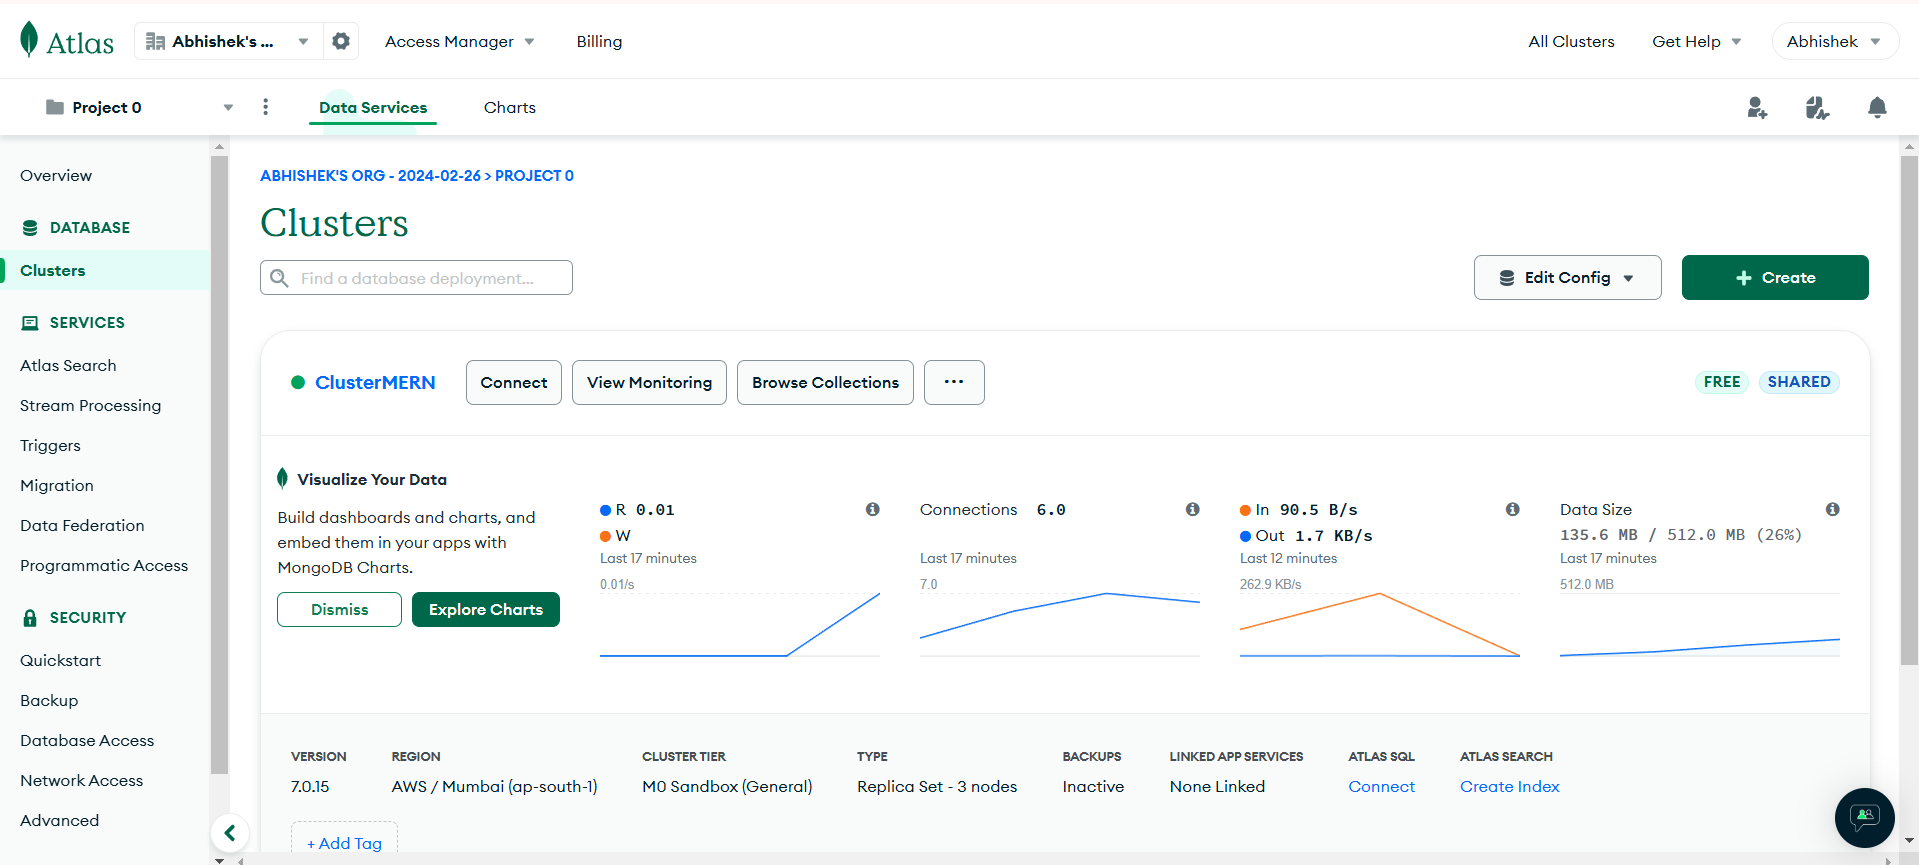 Atlas
Abhishek's ...
Access Manager
Billing
All Clusters
Get Help
Abhishek
Project 0
Data Services
Charts
Overview
DATABASE
Clusters
SERVICES
Atlas Search
Stream Processing
Triggers
Migration
Data Federation
Programmatic Access
SECURITY
Quickstart
Backup
Database Access
Network Access
Advanced
ABHISHEK'S ORG - 2024-02-26 > PROJECT 0
Clusters
Find a database deployment...
Edit Config
+ Create
ClusterMERN
Connect
View Monitoring
Browse Collections
...
FREE
SHARED
Visualize Your Data
Build dashboards and charts, and
embed them in your apps with
MongoDB Charts.
Dismiss
Explore Charts
R 0.01
W
Last 17 minutes
0.01/s
Connections 6.0
Last 17 minutes
7.0
In 90.5 B/s
Out 1.7 KB/s
Last 12 minutes
262.9 KB/s
Data Size
135.6 MB / 512.0 MB (26%)
Last 17 minutes
512.0 MB
VERSION
7.0.15
REGION
AWS / Mumbai (ap-south-1)
CLUSTER TIER
M0 Sandbox (General)
TYPE
Replica Set - 3 nodes
BACKUPS
Inactive
LINKED APP SERVICES
None Linked
ATLAS SQL
Connect
ATLAS SEARCH
Create Index
+ Add Tag